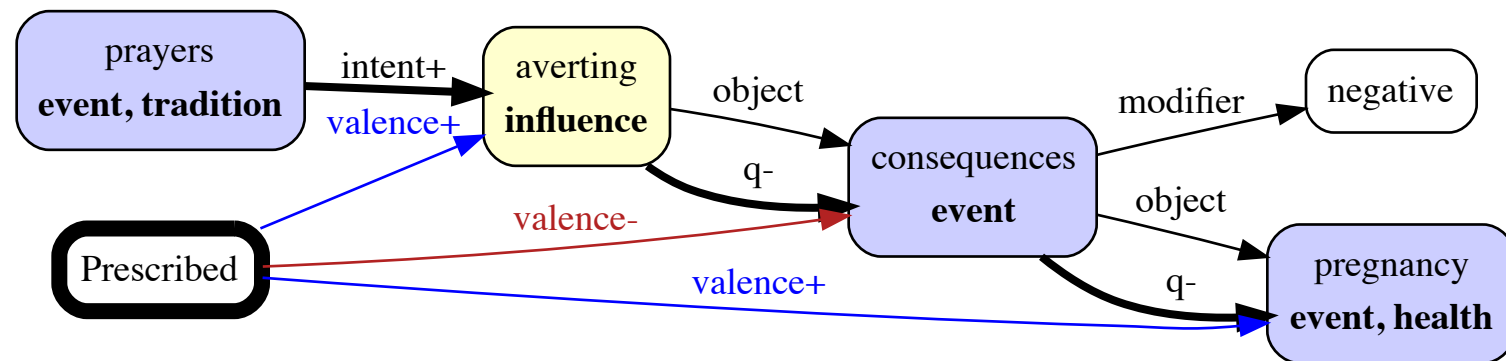 prayers
event, tradition
intent+
valence+
averting
influence
object
q-
Prescribed
valence-
valence+
consequences
event
modifier
negative
object
q-
pregnancy
event, health